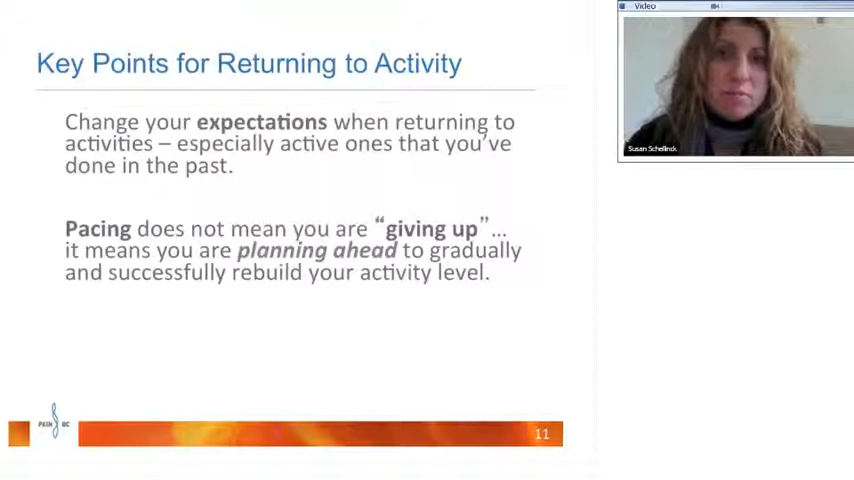 Key Points for Returning to Activity
Change your expectations when returning to
activities – especially active ones that you've
done in the past.
Pacing does not mean you are “giving up”...
it means you are planning ahead to gradually
and successfully rebuild your activity level.
PAIN BC
11
Video
Susan Schellinck